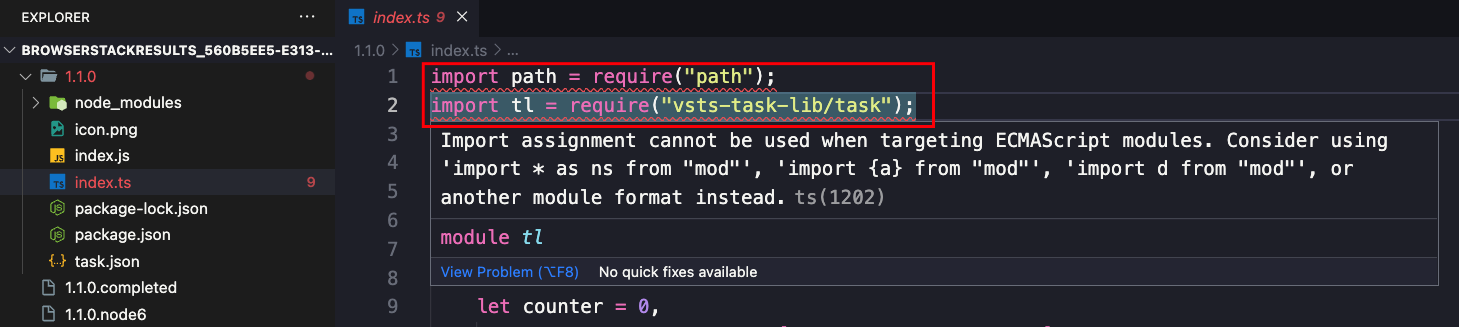 EXPLORER ...
index.ts 9
BROWSERSTACKRESULTS_560B5EE5-E313-...
1.1.0 > index.ts > ...
1.1.0
node_modules
icon.png
JS index.js
TS index.ts 9
package-lock.json
package.json
{..} task.json
1.1.0.completed
1.1.0.node6
1 import path = require("path");
2 import tl = require("vsts-task-lib/task");
3
4
5
6
7
8
Import assignment cannot be used when targeting ECMAScript modules. Consider using
'import * as ns from "mod"', 'import {a} from "mod"', 'import d from "mod"', or
another module format instead. ts(1202)
module tl
View Problem (⌥F8) No quick fixes available
9 let counter = 0,